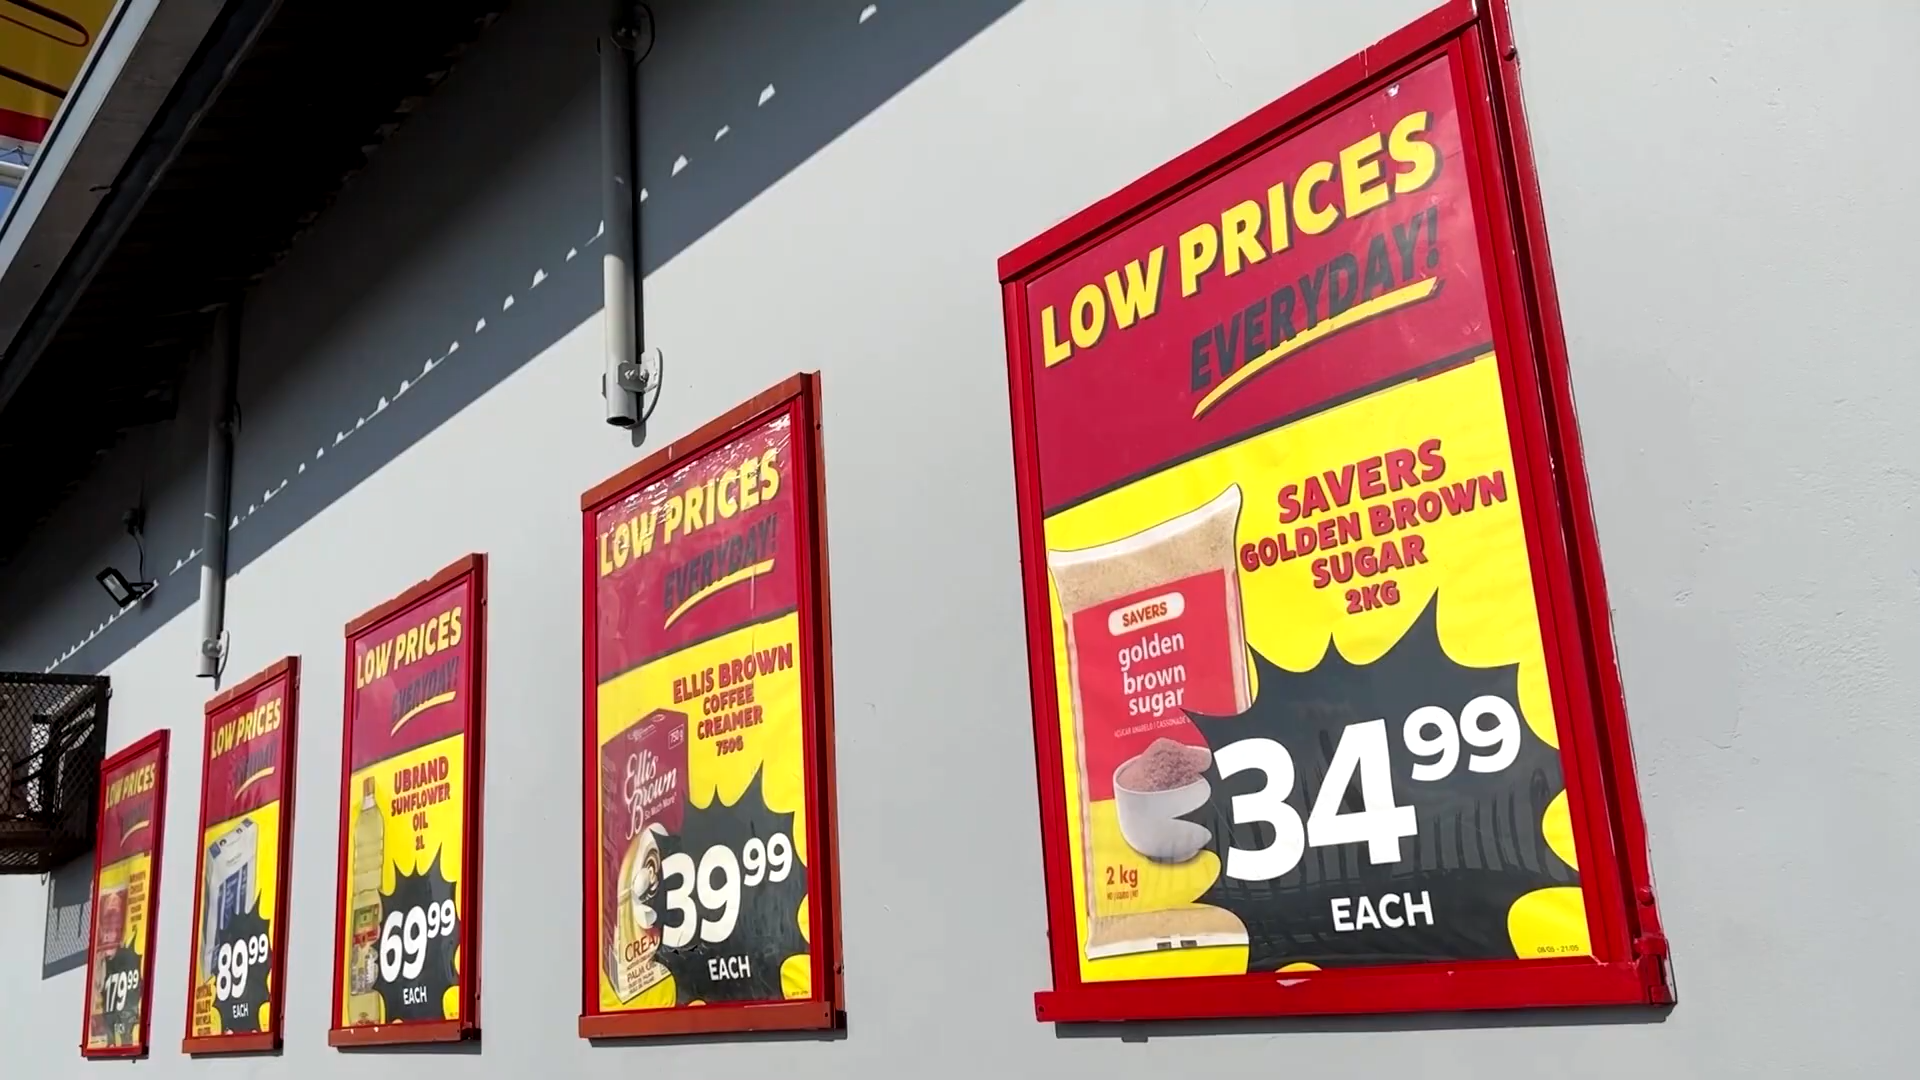 LOW PRICES
EVERYDAY!
SAVERS
GOLDEN BROWN
SUGAR
2KG
SAVERS
golden
brown
sugar
2 kg
34 99
EACH
LOW PRICES
EVERYDAY!
ELLIS BROWN
COFFEE
CREAMER
750G
750 g
Ellis
Brown
39 99
EACH
LOW PRICES
EVERYDAY!
UBRAND
SUNFLOWER
OIL
2L
69 99
EACH
LOW PRICES
89 99
EACH
LOW PRICES
179 99
EACH